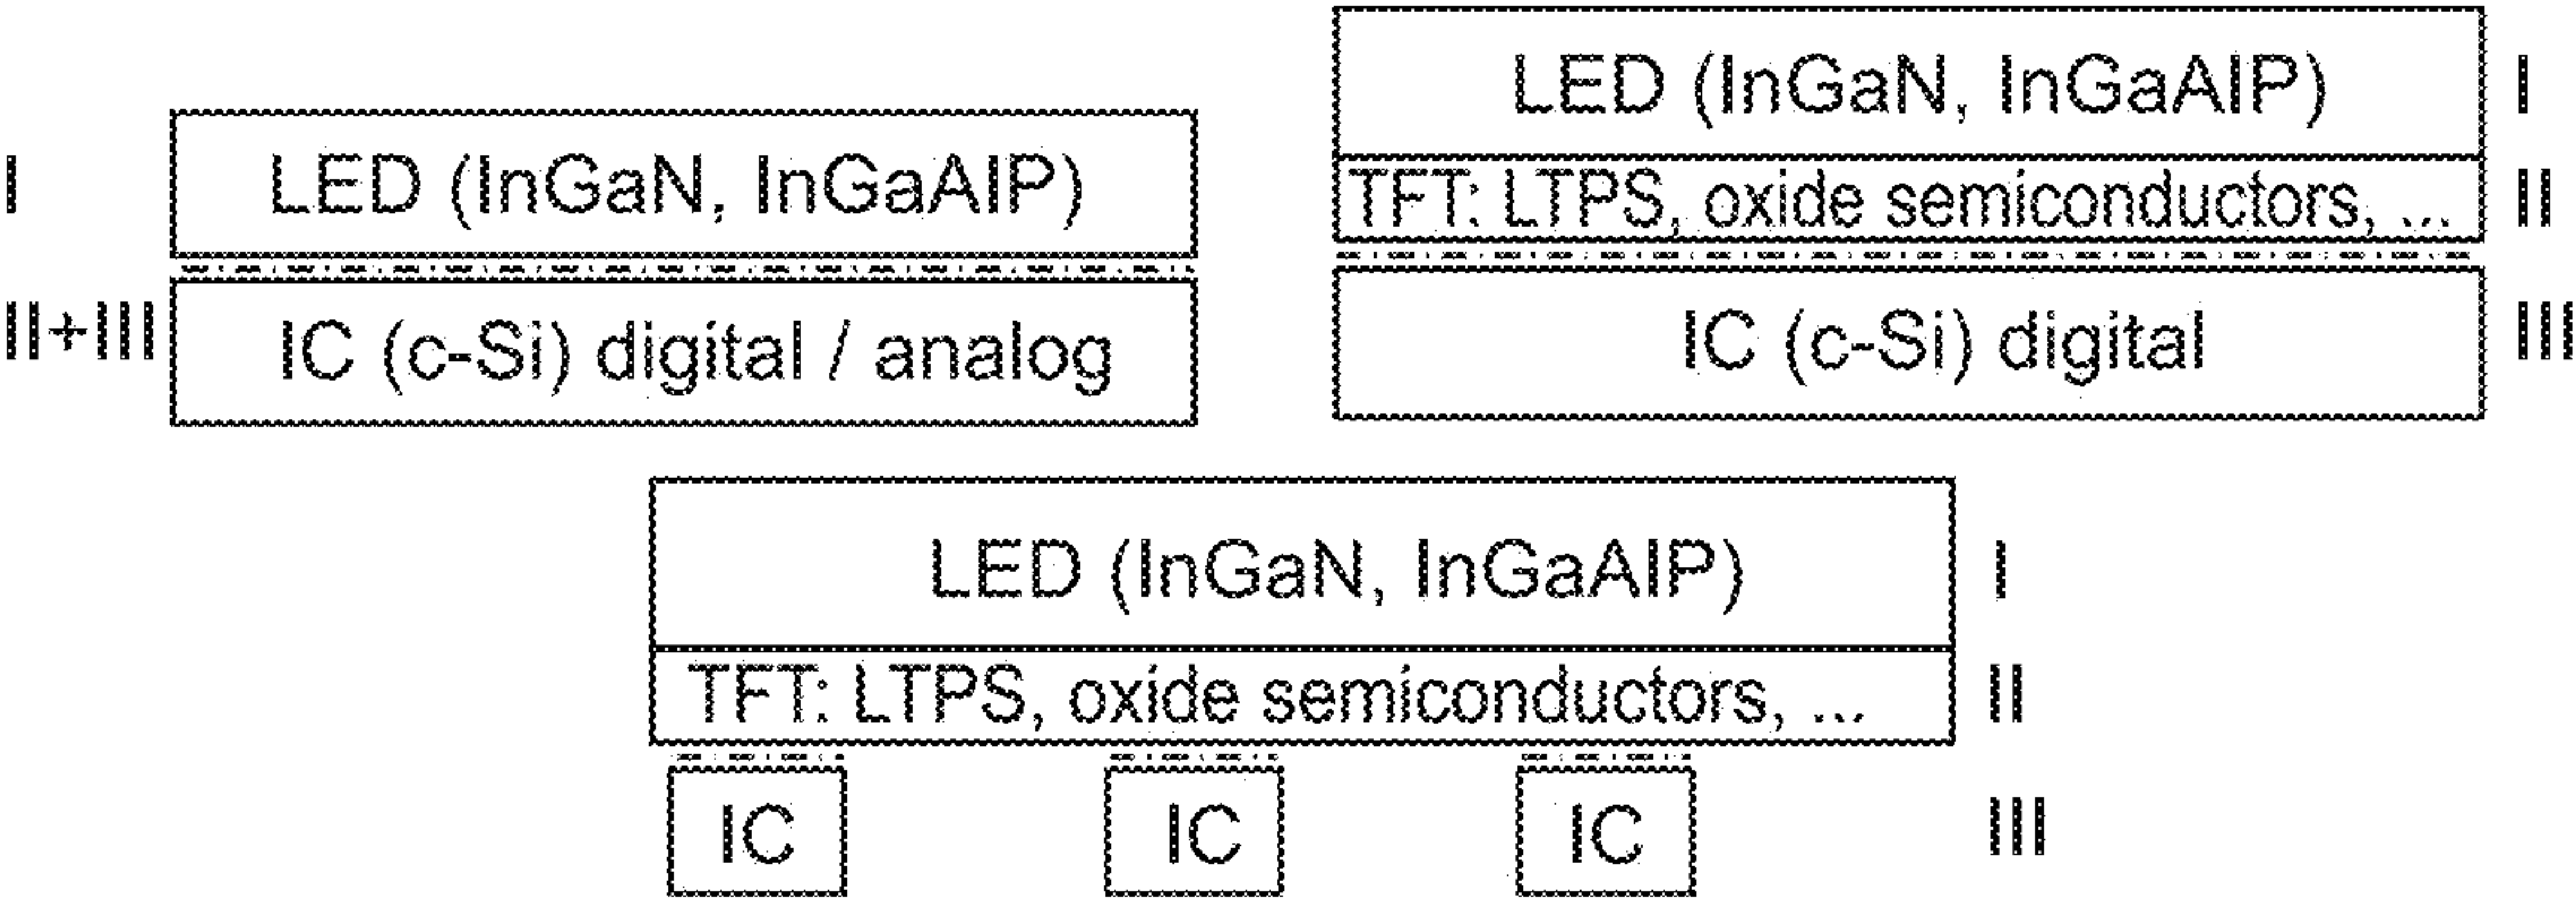 I
LED (InGaN, InGaAlP)
II+III
IC (c-Si) digital / analog
LED (InGaN, InGaAlP)
I
TFT: LTPS, oxide semiconductors, ...
II
IC (c-Si) digital
III
LED (InGaN, InGaAlP)
I
TFT: LTPS, oxide semiconductors, ...
II
IC IC IC
III